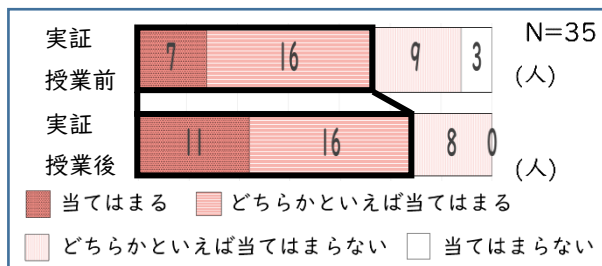 実証
授業前
7 16 9 3
N=35
(人)
実証
授業後
11 16 8 0
(人)
当てはまる どちらかといえば当てはまる
どちらかといえば当てはまらない 当てはまらない